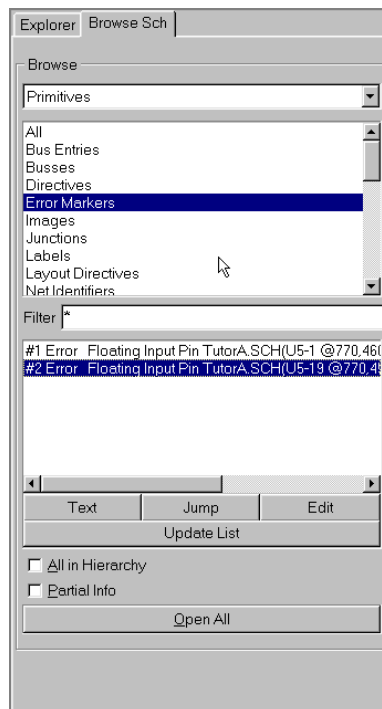 Explorer Browse Sch
Browse
Primitives
All
Bus Entries
Busses
Directives
Error Markers
Images
Junctions
Labels
Layout Directives
Net Identifiers
Filter *
#1 Error Floating Input Pin TutorA.SCH(U5-1 @770,460
#2 Error Floating Input Pin TutorA.SCH(U5-19 @770,4
Text Jump Edit
Update List
All in Hierarchy
Partial Info
Open All